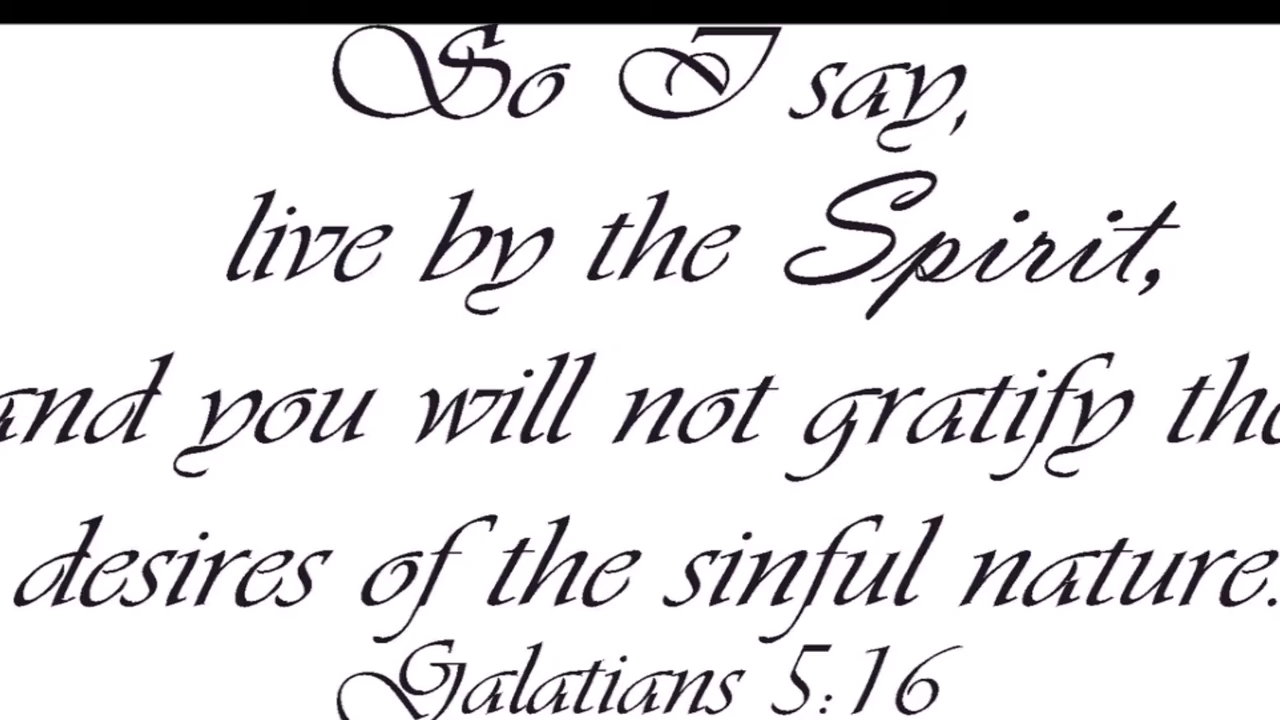 So I say,
live by the Spirit,
and you will not gratify the
desires of the sinful nature.
Galatians 5:16